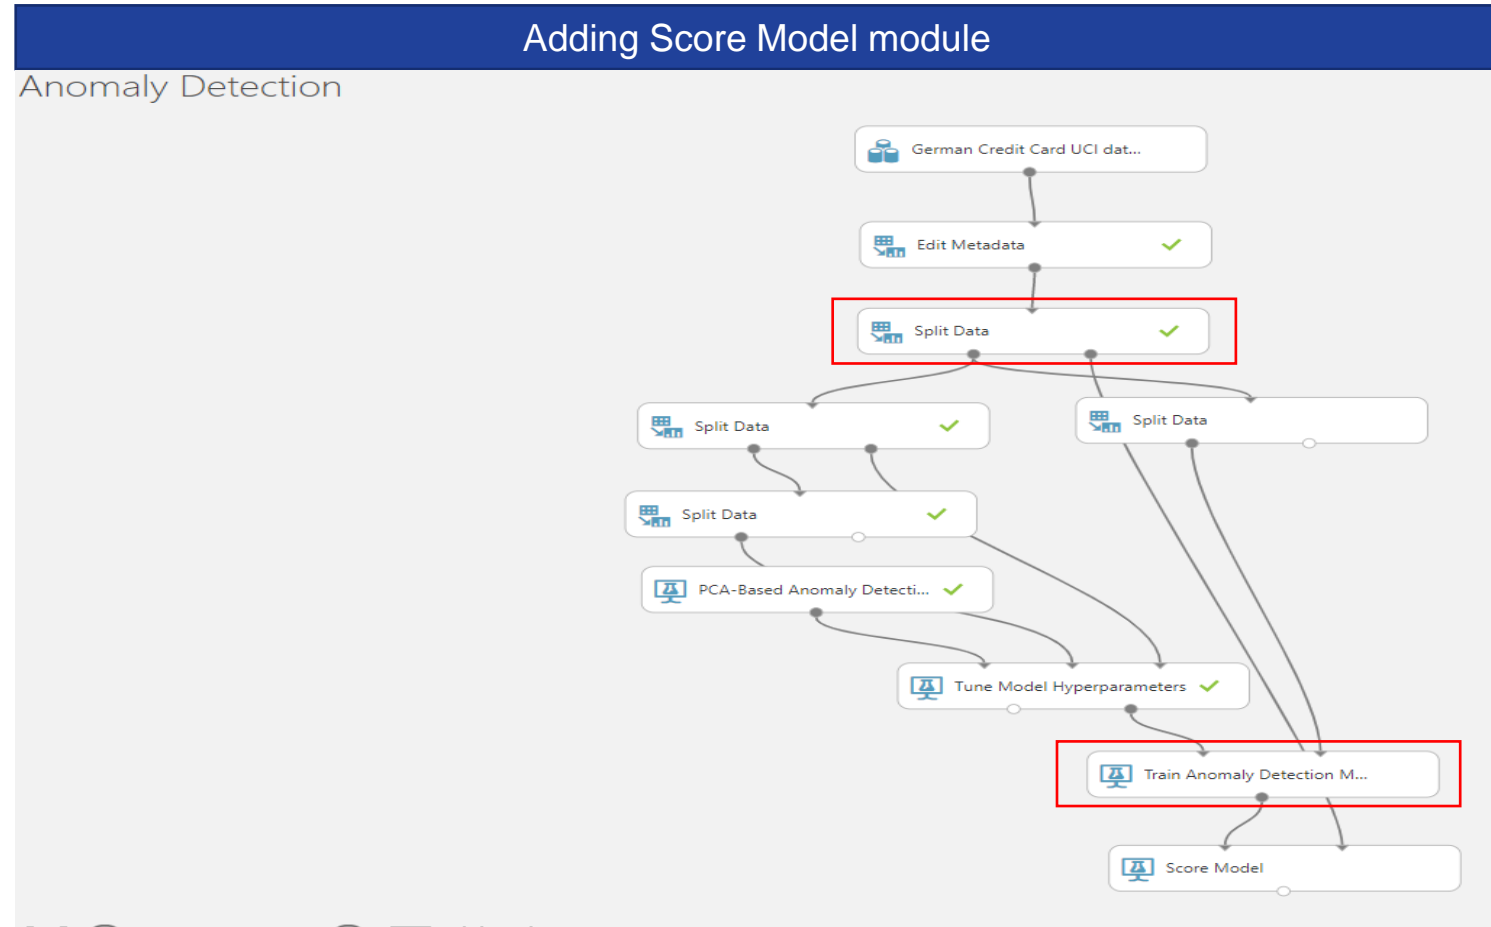 Adding Score Model module
Anomaly Detection
German Credit Card UCI dat...
Edit Metadata
Split Data
Split Data
Split Data
Split Data
PCA-Based Anomaly Detecti...
Tune Model Hyperparameters
Train Anomaly Detection M...
Score Model